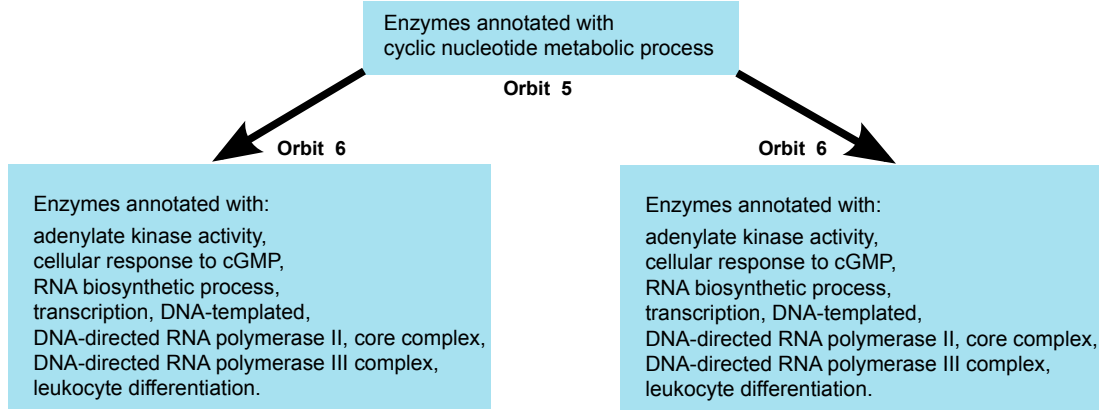 Enzymes annotated with
cyclic nucleotide metabolic process
Orbit 5
Orbit 6
Orbit 6
Enzymes annotated with:
adenylate kinase activity,
cellular response to cGMP,
RNA biosynthetic process,
transcription, DNA-templated,
DNA-directed RNA polymerase II, core complex,
DNA-directed RNA polymerase III complex,
leukocyte differentiation.
Enzymes annotated with:
adenylate kinase activity,
cellular response to cGMP,
RNA biosynthetic process,
transcription, DNA-templated,
DNA-directed RNA polymerase II, core complex,
DNA-directed RNA polymerase III complex,
leukocyte differentiation.